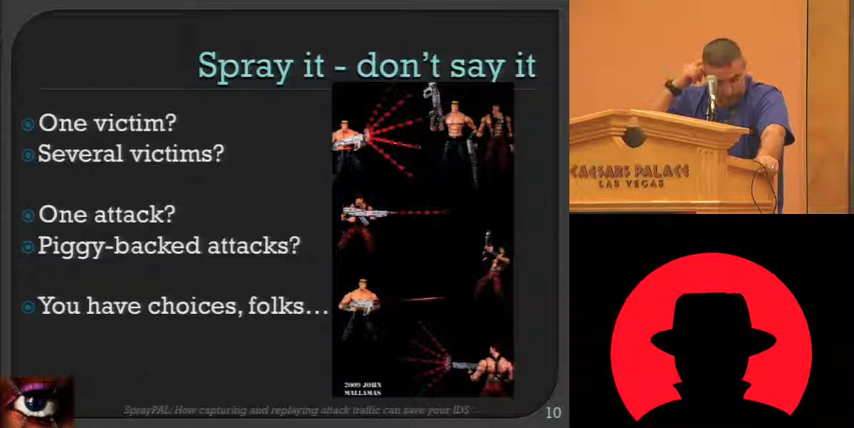 Spray it - don't say it
One victim?
Several victims?
One attack?
Piggy-backed attacks?
You have choices, folks...
2009 JOHN
MALLAMAS
SprayPAL: How capturing and replaying attack traffic can save your IDS
10
CAESARS PALACE
LAS VEGAS